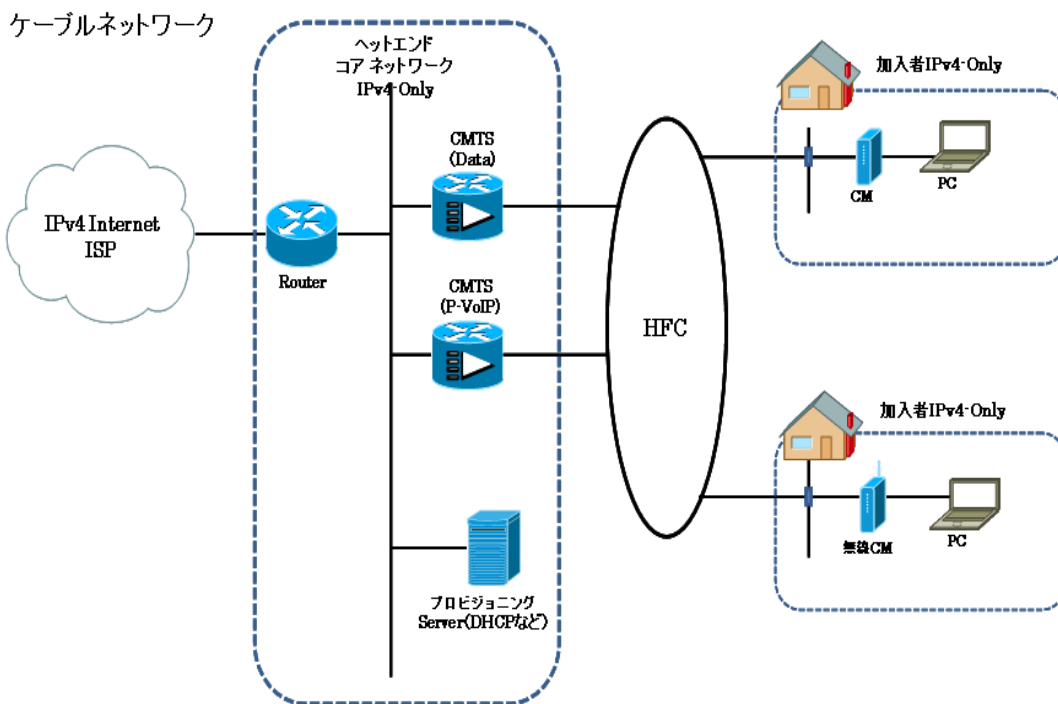 ケーブルネットワーク
ヘットエンド
コア ネットワーク
IPv4-Only
IPv4 Internet
ISP
Router
CMTS
(Data)
CMTS
(P-VoIP)
プロビジョニング
Server(DHCPなど)
HFC
加入者IPv4-Only
CM
PC
加入者IPv4-Only
無線CM
PC